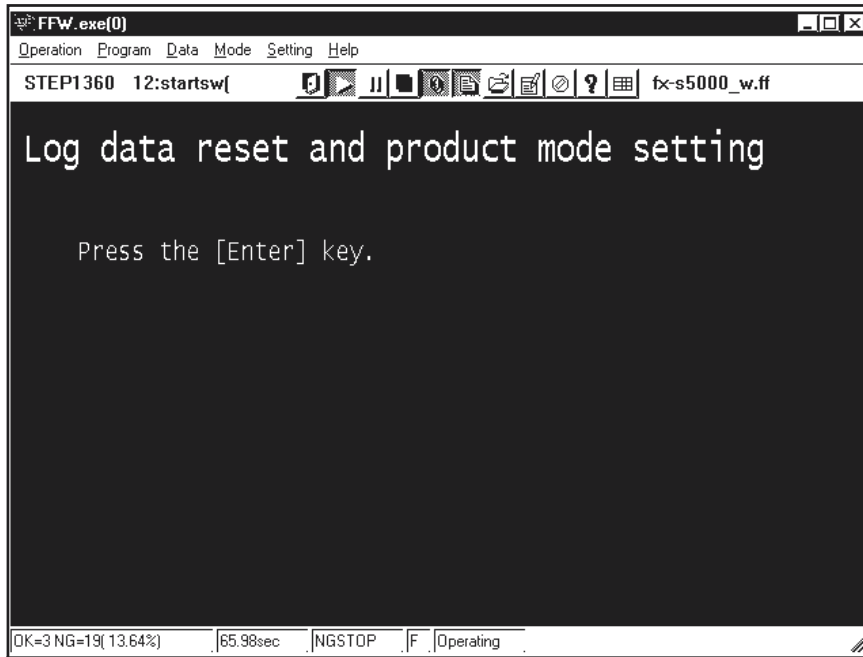 FFW.exe(0)
Operation Program Data Mode Setting Help
STEP1360 12:startsw( fx-s5000_w.ff
Log data reset and product mode setting
Press the [Enter] key.
OK=3 NG=19( 13.64%) 65.98sec NGSTOP F Operating